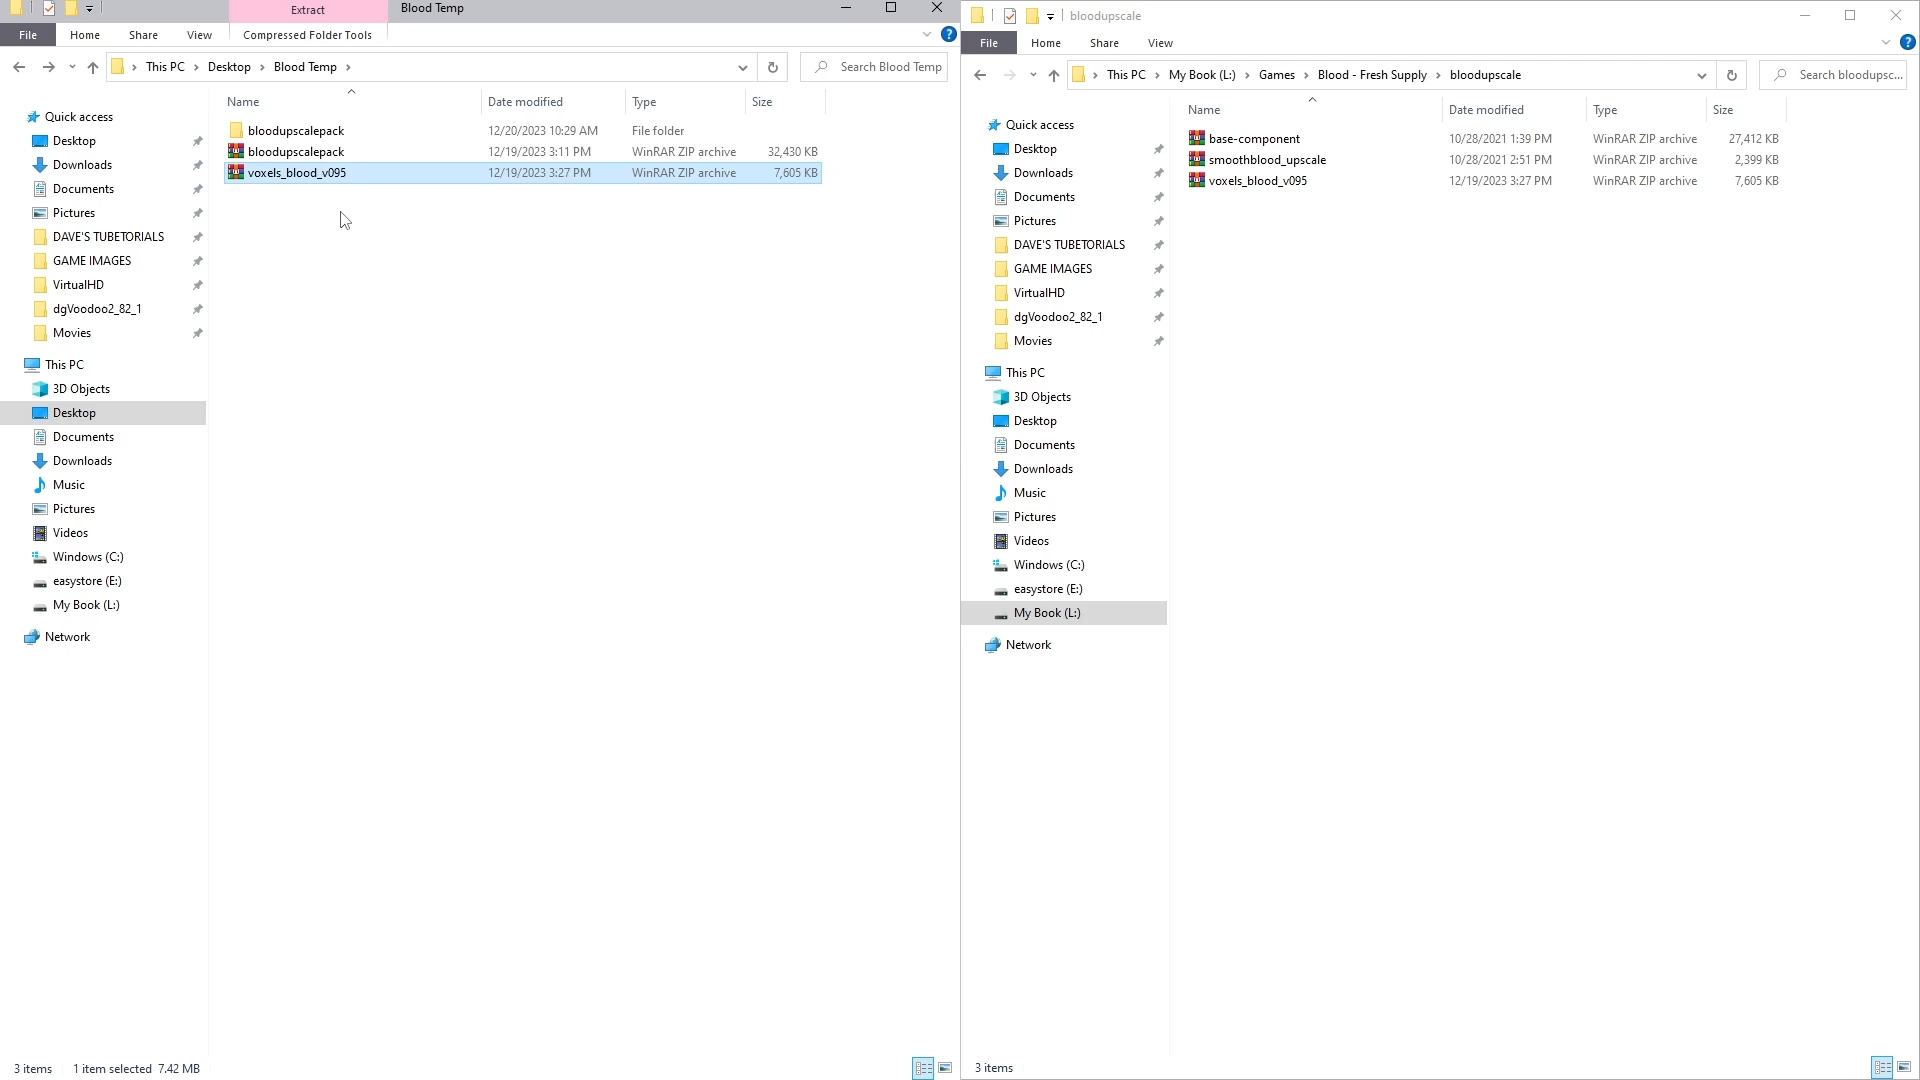 Extract
Blood Temp
File
Home
Share
View
Compressed Folder Tools
This PC
Desktop
Blood Temp
Search Blood Temp
Name
Date modified
Type
Size
bloodupscalepack
12/20/2023 10:29 AM
File folder
bloodupscalepack
12/19/2023 3:11 PM
WinRAR ZIP archive
32,430 KB
voxels_blood_v095
12/19/2023 3:27 PM
WinRAR ZIP archive
7,605 KB
Quick access
Desktop
Downloads
Documents
Pictures
DAVE'S TUBETORIALS
GAME IMAGES
VirtualHD
dgVoodoo2_82_1
Movies
This PC
3D Objects
Desktop
Documents
Downloads
Music
Pictures
Videos
Windows (C:)
easystore (E:)
My Book (L:)
Network
3 items
1 item selected 7.42 MB
bloodupscale
File
Home
Share
View
This PC
My Book (L:)
Games
Blood - Fresh Supply
bloodupscale
Search bloodupsc...
Name
Date modified
Type
Size
base-component
10/28/2021 1:39 PM
WinRAR ZIP archive
27,412 KB
smoothblood_upscale
10/28/2021 2:51 PM
WinRAR ZIP archive
2,399 KB
voxels_blood_v095
12/19/2023 3:27 PM
WinRAR ZIP archive
7,605 KB
Quick access
Desktop
Downloads
Documents
Pictures
DAVE'S TUBETORIALS
GAME IMAGES
VirtualHD
dgVoodoo2_82_1
Movies
This PC
3D Objects
Desktop
Documents
Downloads
Music
Pictures
Videos
Windows (C:)
easystore (E:)
My Book (L:)
Network
3 items